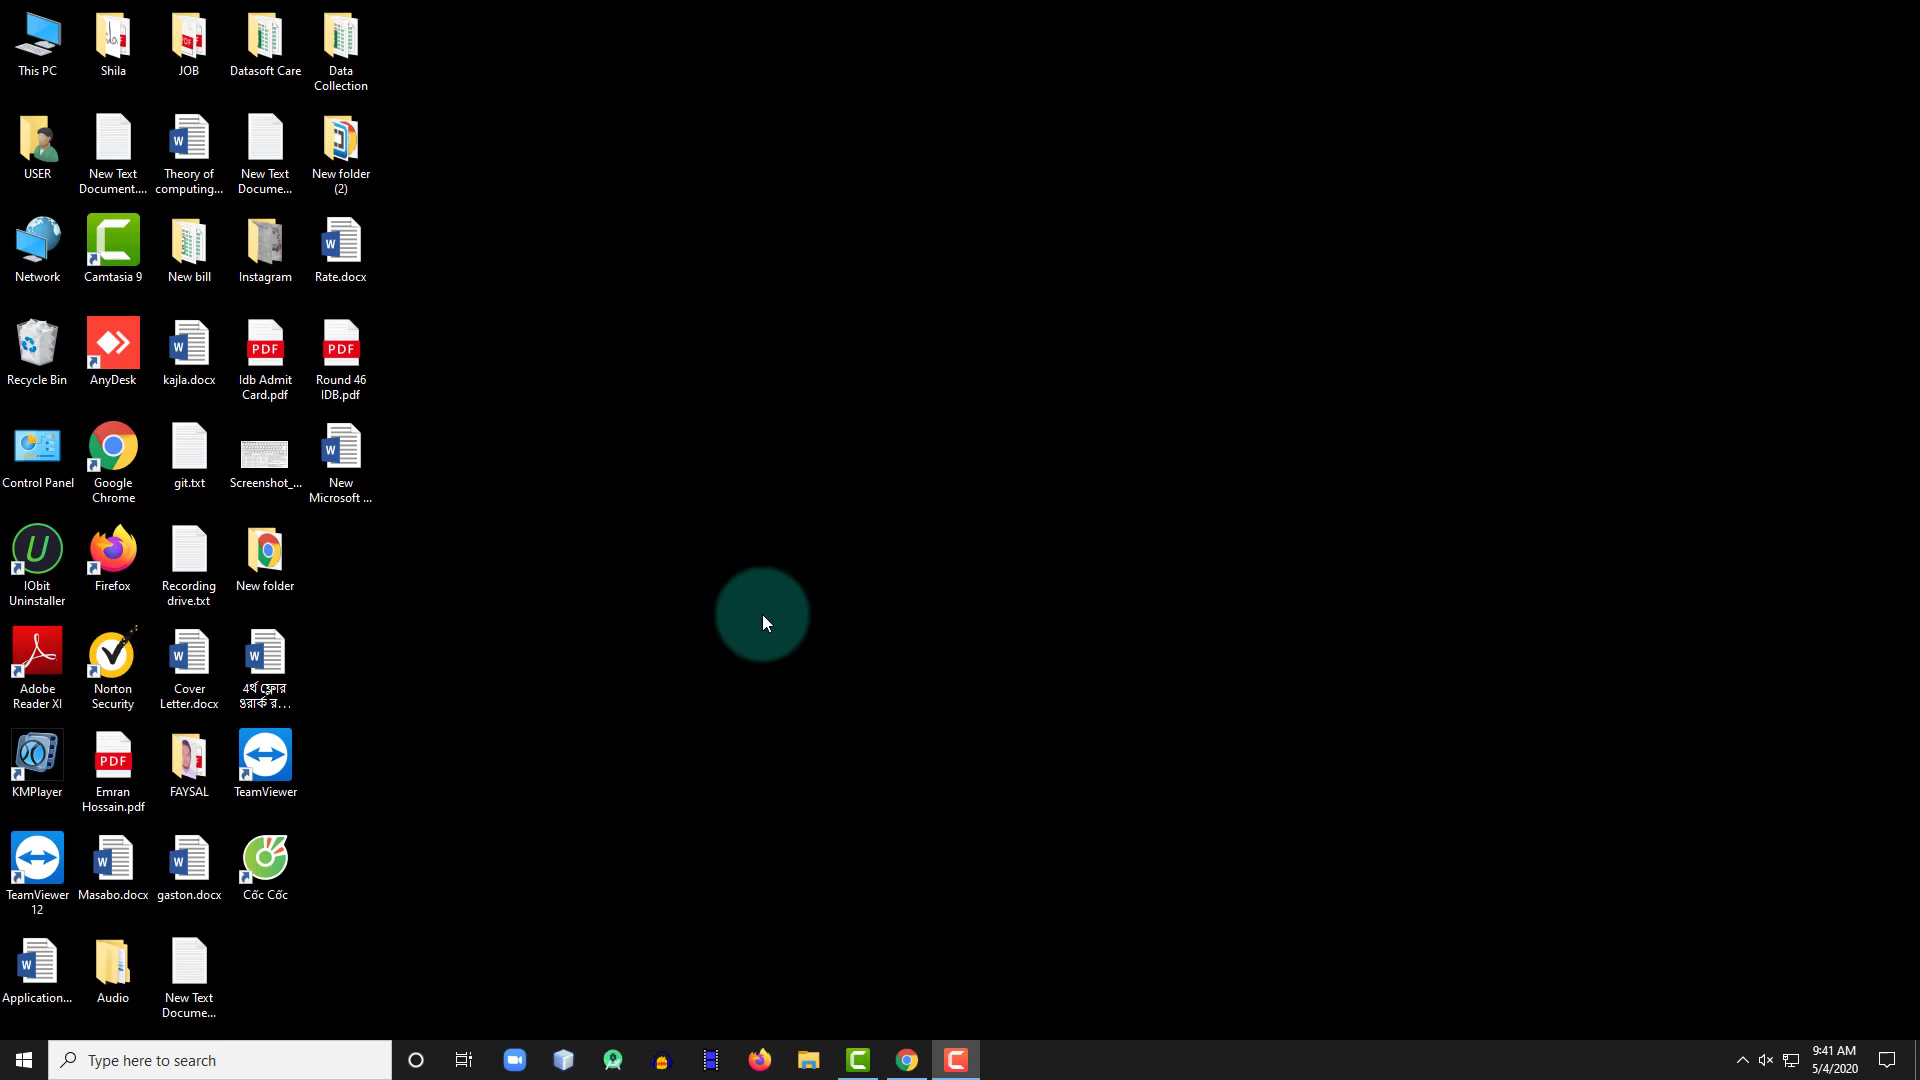 This PC
Shila
JOB
Datasoft Care
Data
Collection
USER
New Text
Document....
Theory of
computing...
New Text
Docume...
New folder
(2)
Network
Camtasia 9
New bill
Instagram
Rate.docx
Recycle Bin
AnyDesk
kajla.docx
PDF
Idb Admit
Card.pdf
PDF
Round 46
IDB.pdf
Control Panel
Google
Chrome
git.txt
Screenshot_...
New
Microsoft ...
IObit
Uninstaller
Firefox
Recording
drive.txt
New folder
Adobe
Reader XI
Norton
Security
Cover
Letter.docx
4র্থ ফ্লোর
ওরার্ক র...
KMPlayer
PDF
Emran
Hossain.pdf
FAYSAL
TeamViewer
TeamViewer
12
Masabo.docx
gaston.docx
Cốc Cốc
Application...
Audio
New Text
Docume...
Type here to search
9:41 AM
5/4/2020